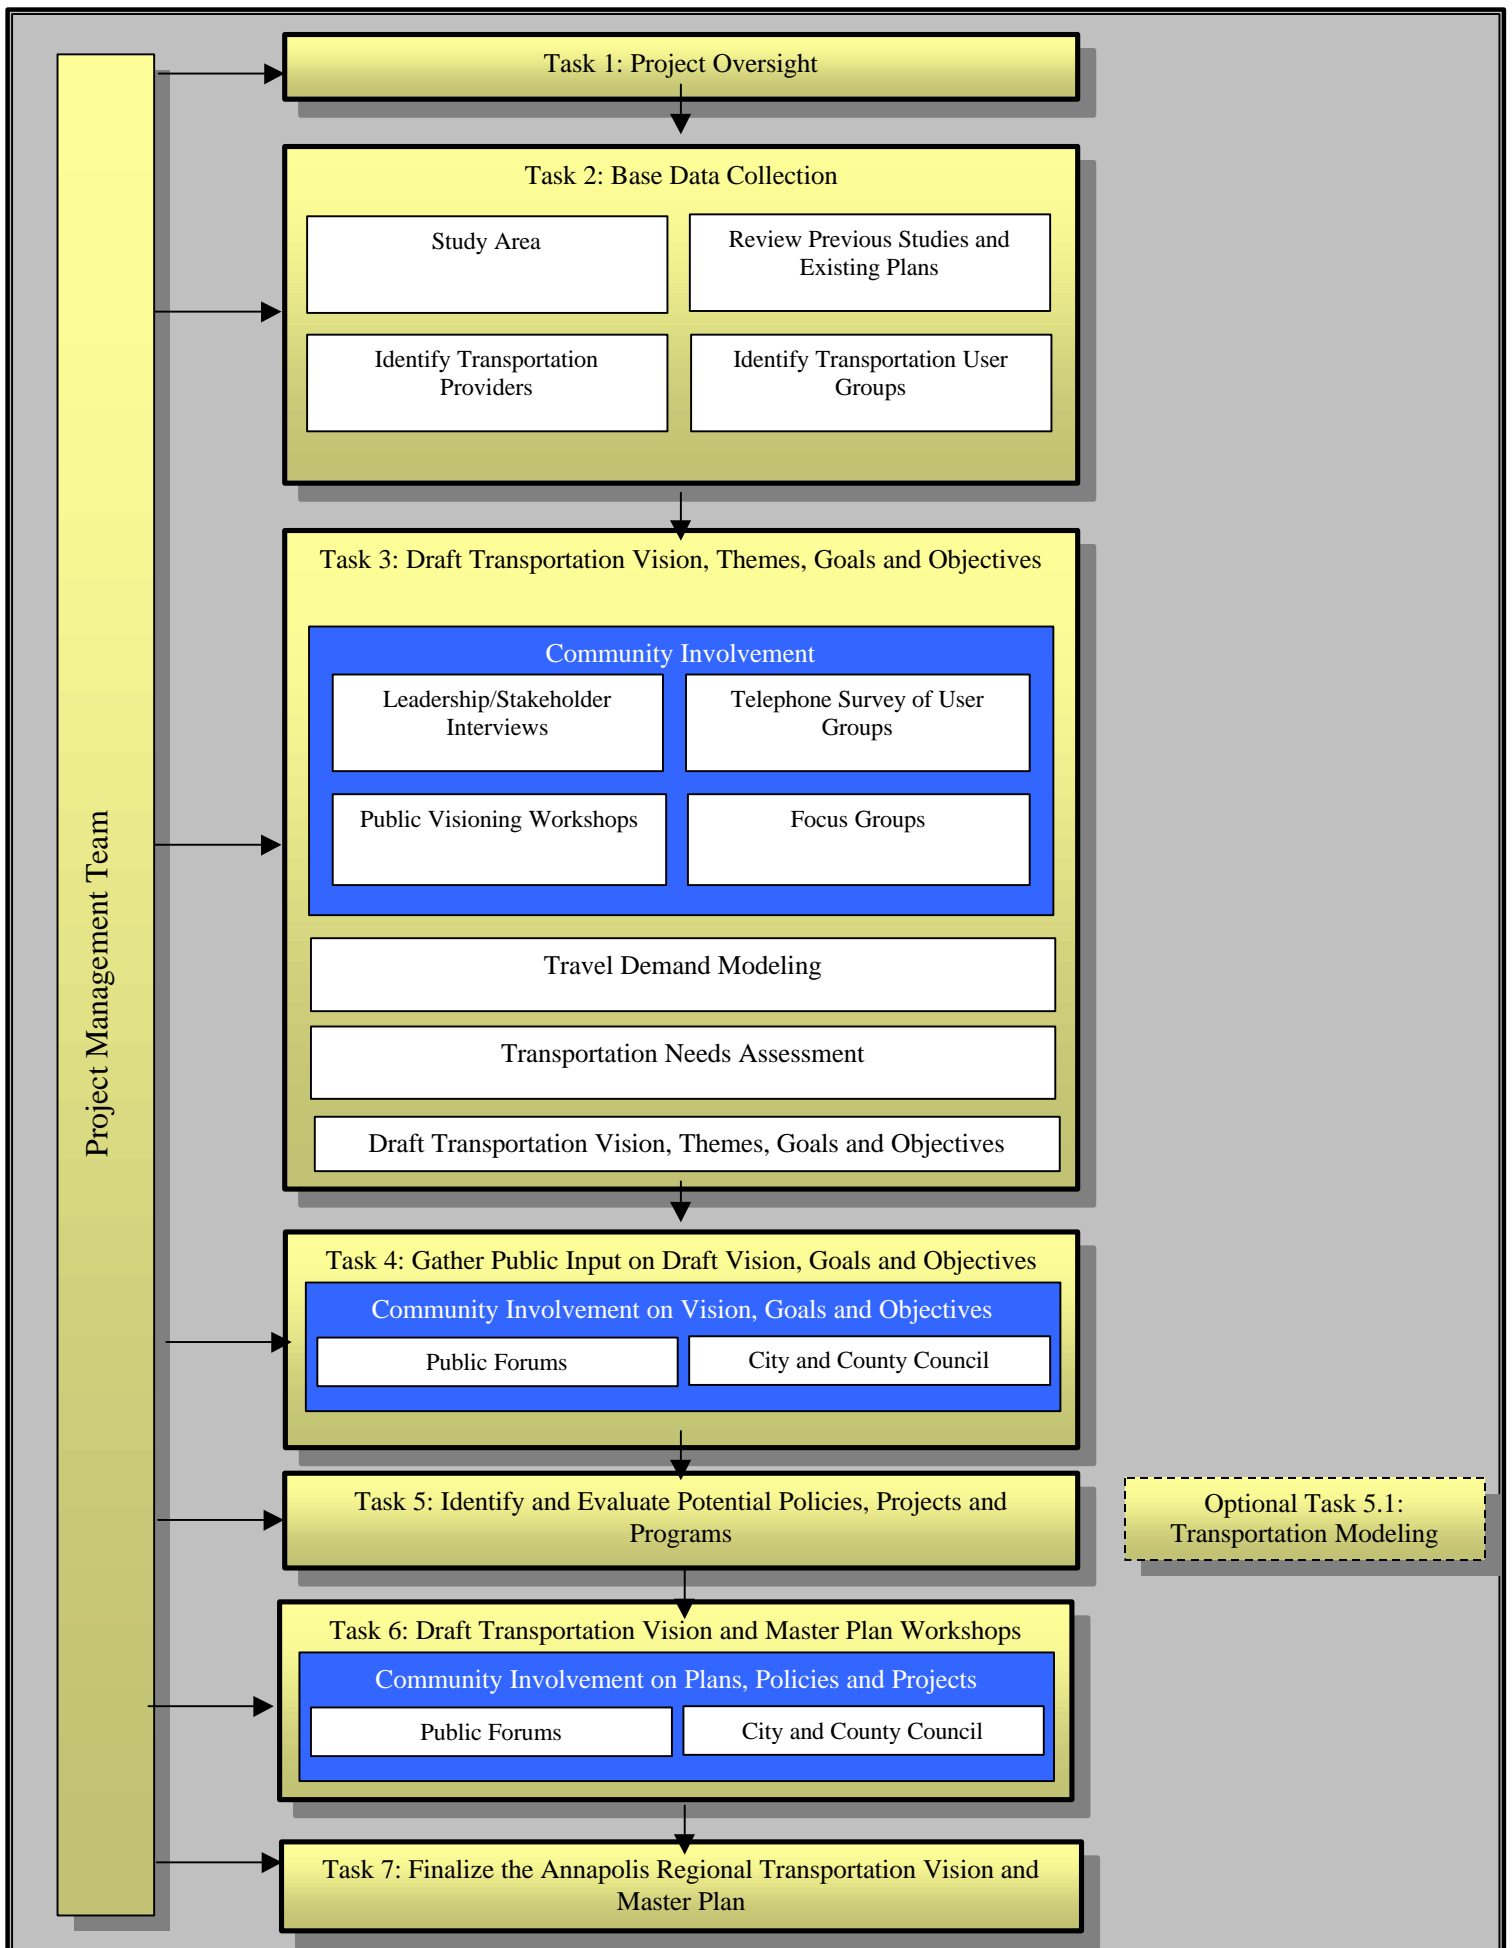 Project Management Team
Task 1: Project Oversight
Task 2: Base Data Collection
Study Area
Review Previous Studies and
Existing Plans
Identify Transportation
Providers
Identify Transportation User
Groups
Task 3: Draft Transportation Vision, Themes, Goals and Objectives
Community Involvement
Leadership/Stakeholder
Interviews
Telephone Survey of User
Groups
Public Visioning Workshops
Focus Groups
Travel Demand Modeling
Transportation Needs Assessment
Draft Transportation Vision, Themes, Goals and Objectives
Task 4: Gather Public Input on Draft Vision, Goals and Objectives
Community Involvement on Vision, Goals and Objectives
Public Forums
City and County Council
Task 5: Identify and Evaluate Potential Policies, Projects and
Programs
Optional Task 5.1:
Transportation Modeling
Task 6: Draft Transportation Vision and Master Plan Workshops
Community Involvement on Plans, Policies and Projects
Public Forums
City and County Council
Task 7: Finalize the Annapolis Regional Transportation Vision and
Master Plan